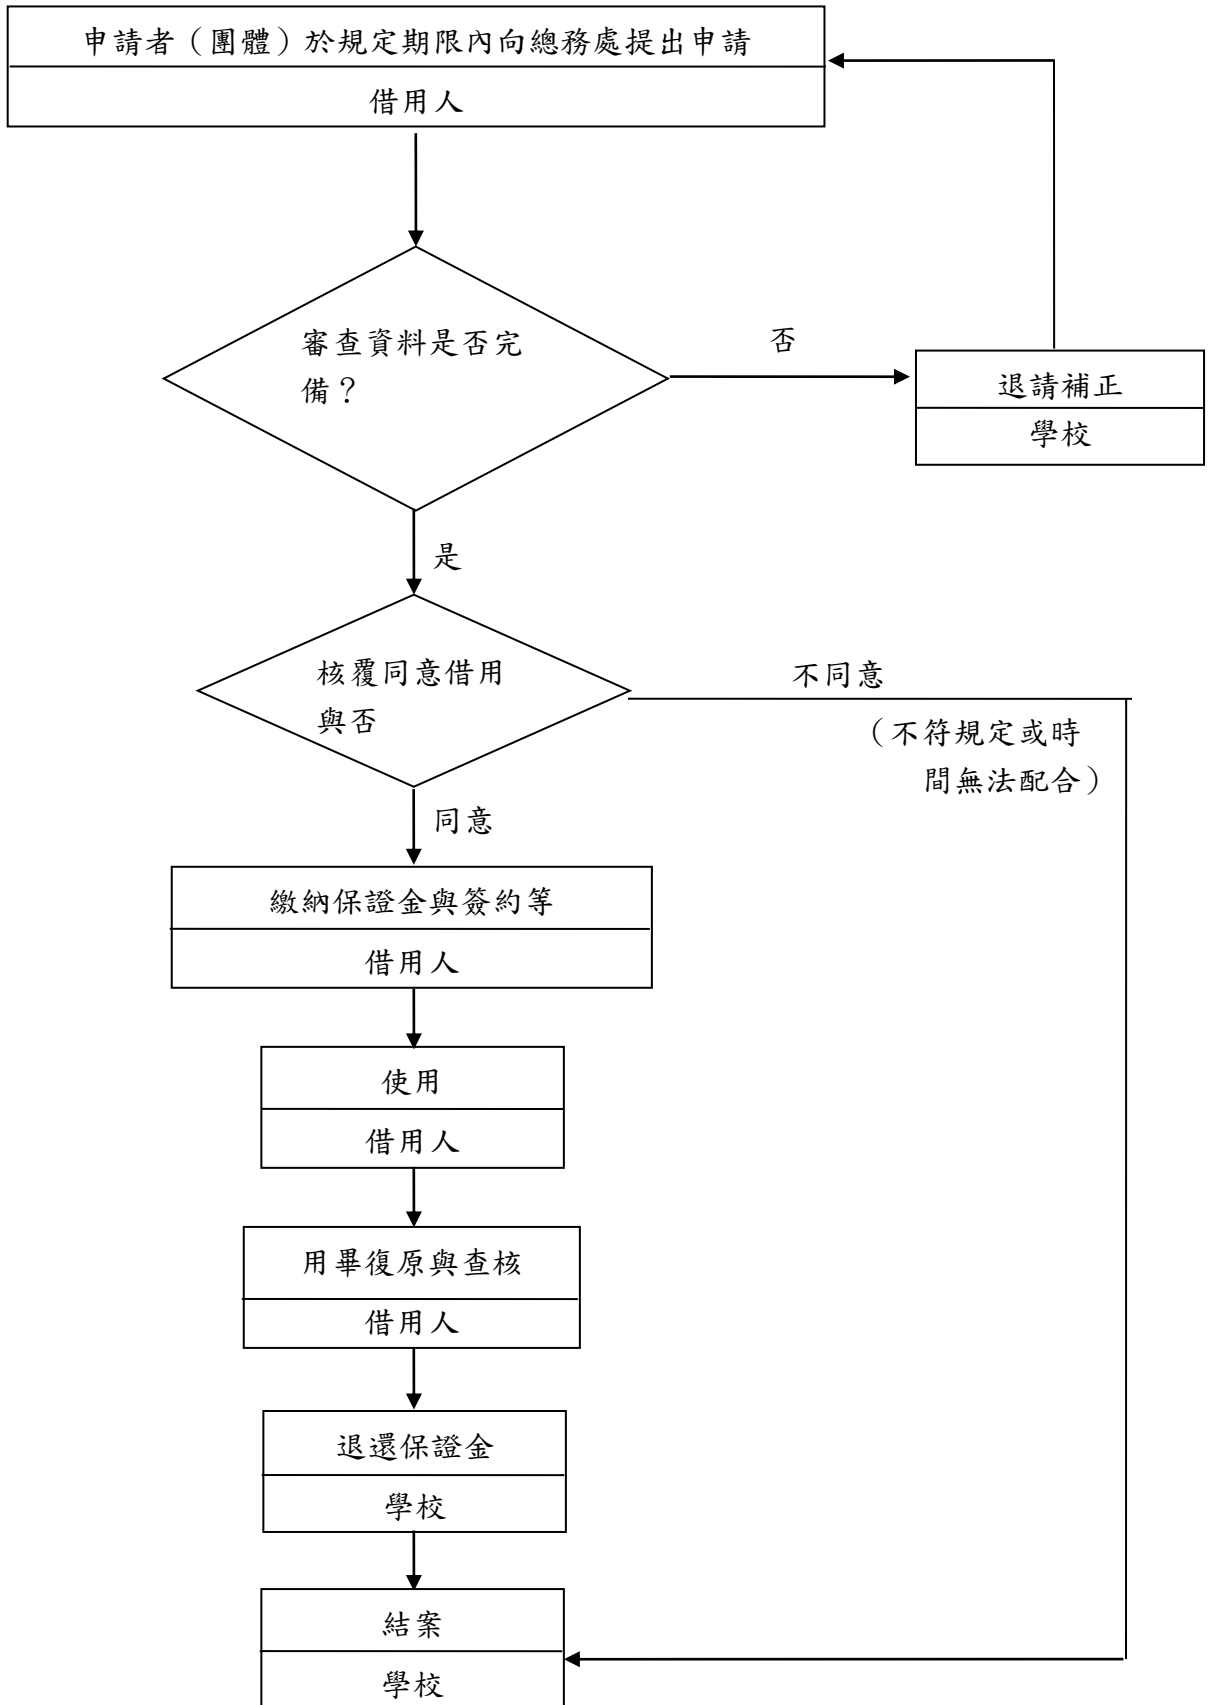 申請者（團體）於規定期限內向總務處提出申請
借用人
審查資料是否完
備？
否
退請補正
學校
是
核覆同意借用
與否
不同意
（不符規定或時
間無法配合）
同意
繳納保證金與簽約等
借用人
使用
借用人
用畢復原與查核
借用人
退還保證金
學校
結案
學校